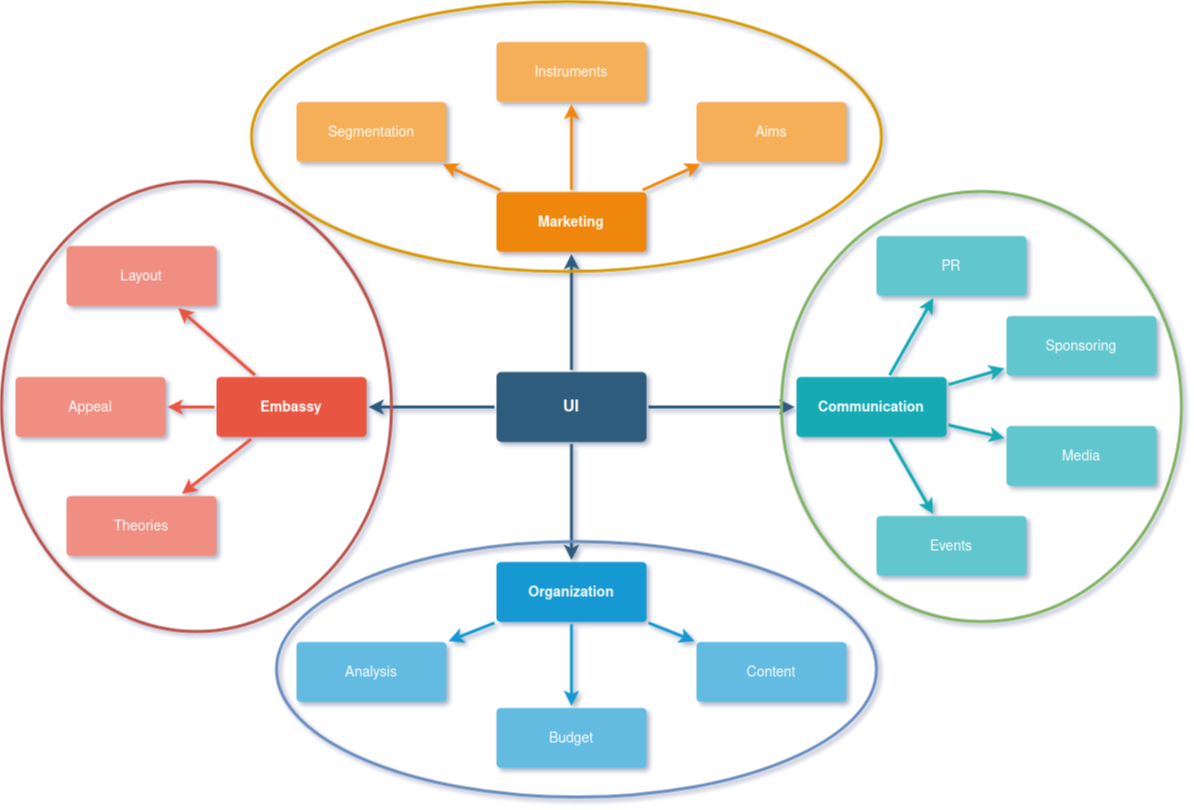 Instruments
Segmentation
Aims
Marketing
Layout
Appeal
Embassy
Theories
UI
PR
Sponsoring
Communication
Media
Events
Organization
Analysis
Content
Budget